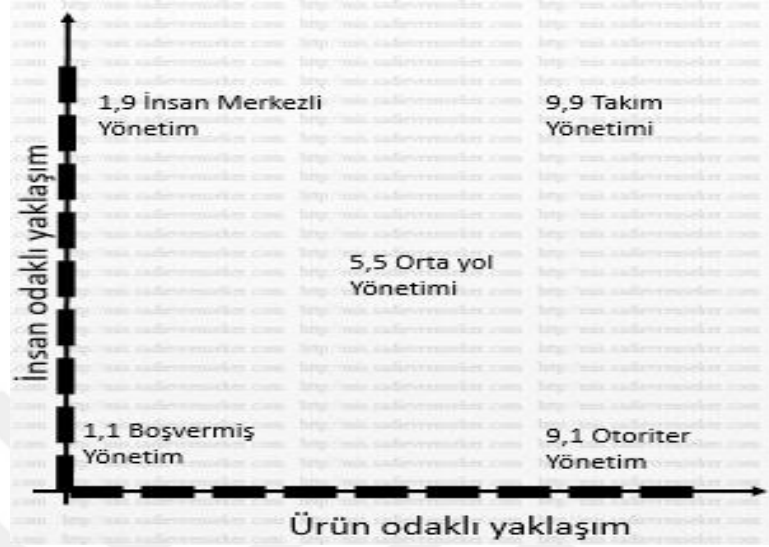 1,9 İnsan Merkezli
Yönetim
9,9 Takım
Yönetimi
İnsan odaklı yaklaşım
5,5 Orta yol
Yönetimi
1,1 Boşvermiş
Yönetim
9,1 Otoriter
Yönetim
Ürün odaklı yaklaşım